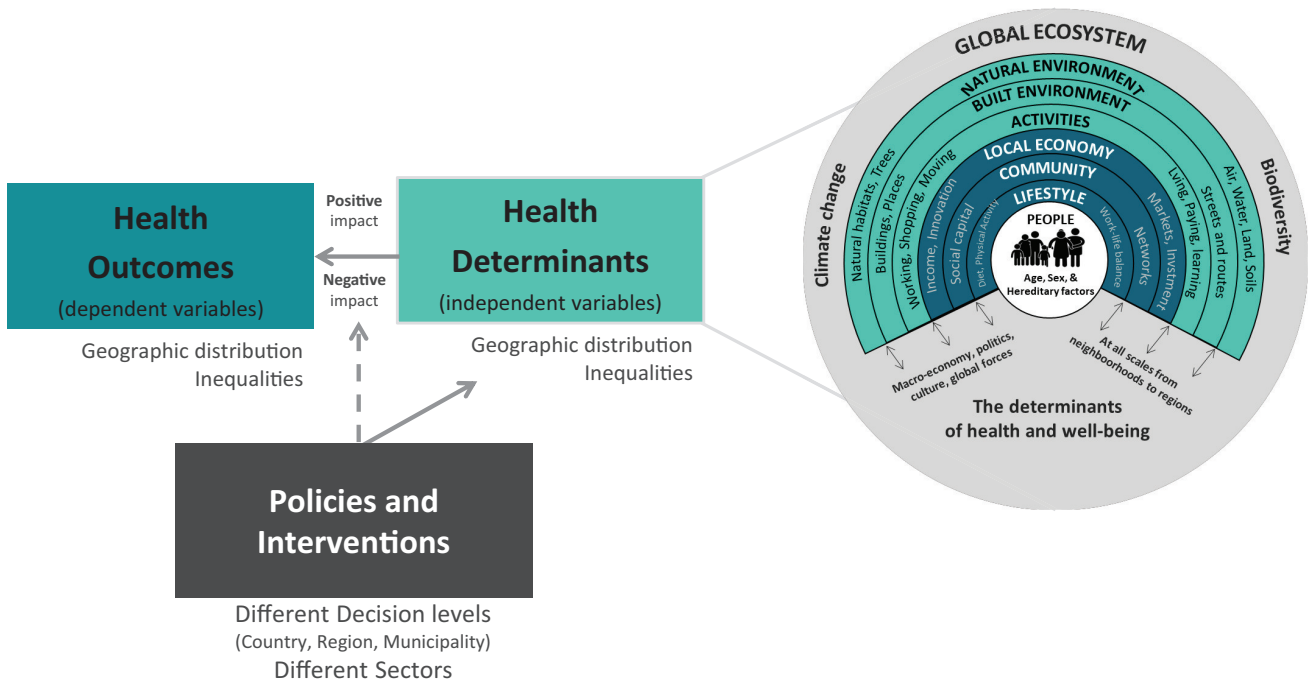 Health
Outcomes
(dependent variables)
Geographic distribution
Inequalities
Positive
impact
Negative
impact
Health
Determinants
(independent variables)
Geographic distribution
Inequalities
Policies and
Interventions
Different Decision levels
(Country, Region, Municipality)
Different Sectors
GLOBAL ECOSYSTEM
Climate change
Biodiversity
NATURAL ENVIRONMENT
Natural habitats, Trees
Air, Water, Land, Soils
BUILT ENVIRONMENT
Buildings, Places
Streets and routes
ACTIVITIES
Working, Shopping, Moving
Lving, Paying, learning
LOCAL ECONOMY
Income, Innovation
Markets, Invstment
COMMUNITY
Social capital
Networks
LIFESTYLE
Diet, Physical Activity
Work-life balance
PEOPLE
Age, Sex, &
Hereditary factors
Macro-economy, politics,
culture, global forces
At all scales from
neighboorhoods to regions
The determinants
of health and well-being